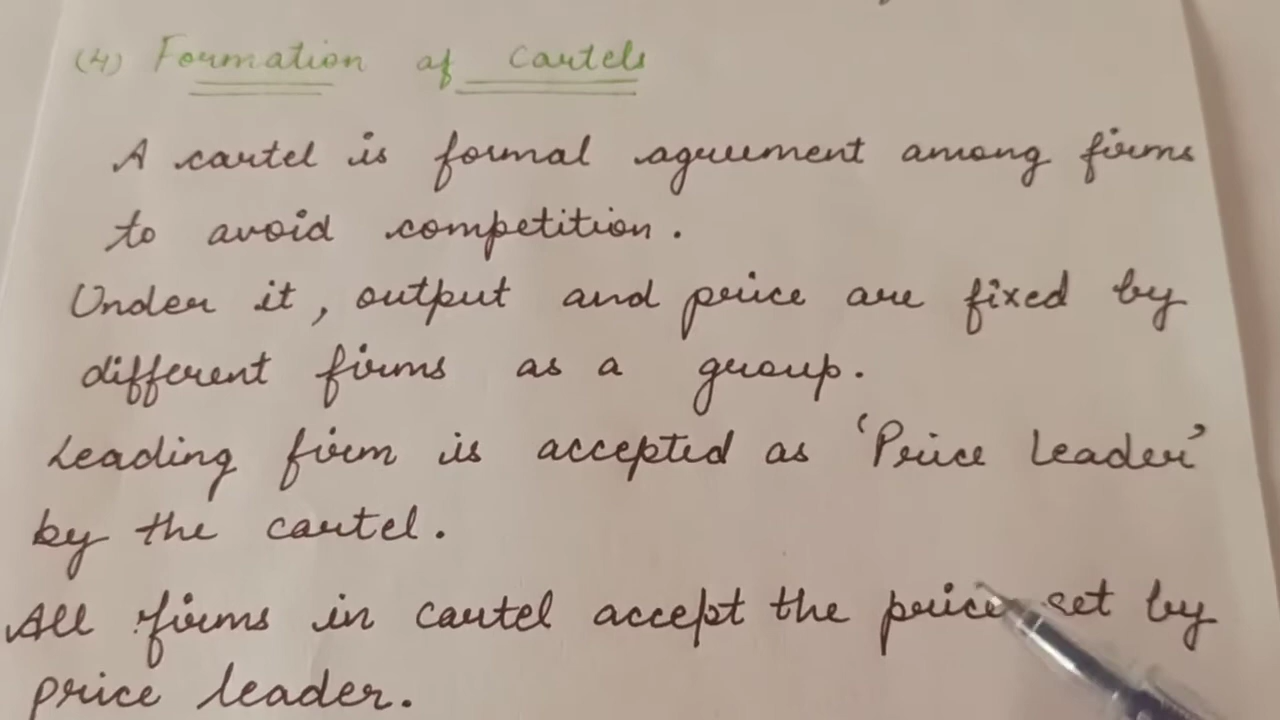 (4) Formation of Cartels
A cartel is formal agreement among firms
to avoid competition.
Under it, output and price are fixed by
different firms as a group.
Leading firm is accepted as 'Price Leader'
by the cartel.
All firms in cartel accept the price set by
price leader.